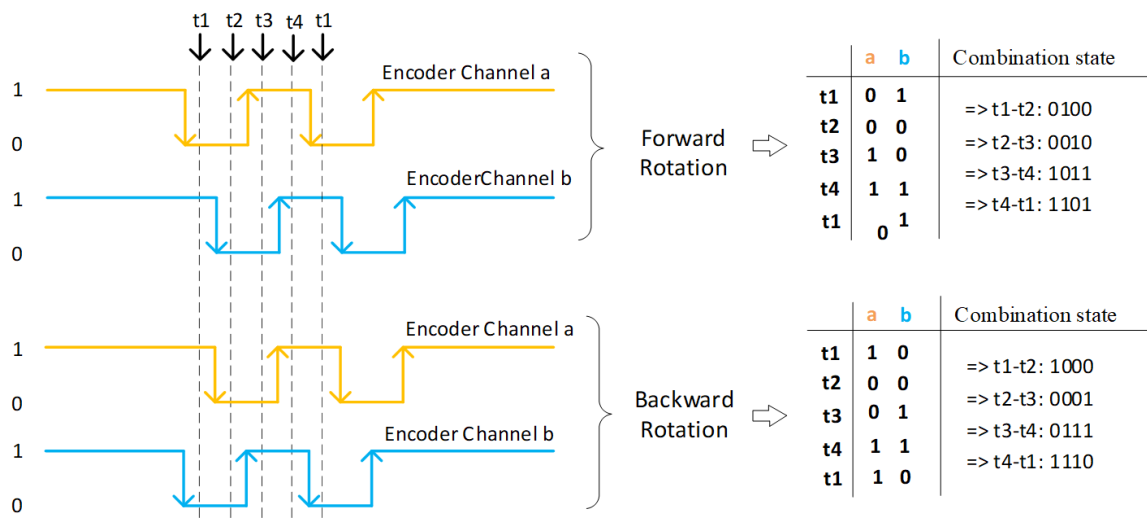 t1 t2 t3 t4 t1
1
0
Encoder Channel a
1
0
EncoderChannel b
Forward
Rotation
a b Combination state
t1 0 1
=> t1-t2: 0100
t2 0 0
=> t2-t3: 0010
t3 1 0
=> t3-t4: 1011
t4 1 1
=> t4-t1: 1101
t1 0 1
1
0
Encoder Channel a
1
0
Encoder Channel b
Backward
Rotation
a b Combination state
t1 1 0
=> t1-t2: 1000
t2 0 0
=> t2-t3: 0001
t3 0 1
=> t3-t4: 0111
t4 1 1
=> t4-t1: 1110
t1 1 0